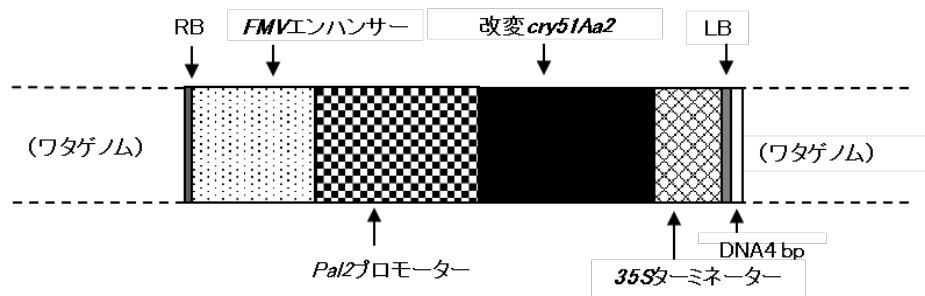 RB
FMVエンハンサー
改変cry51Aa2
LB
(ワタゲノム)
(ワタゲノム)
Pal2プロモーター
35Sターミネーター
DNA4 bp